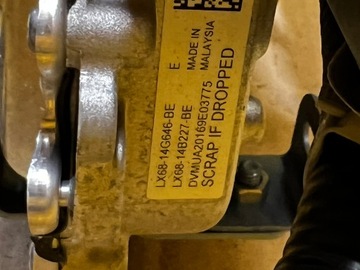 LX68-14G646-BE E MADE IN
LX68-14B227-BE MALAYSIA
DVMUA20169E03775
SCRAP IF DROPPED